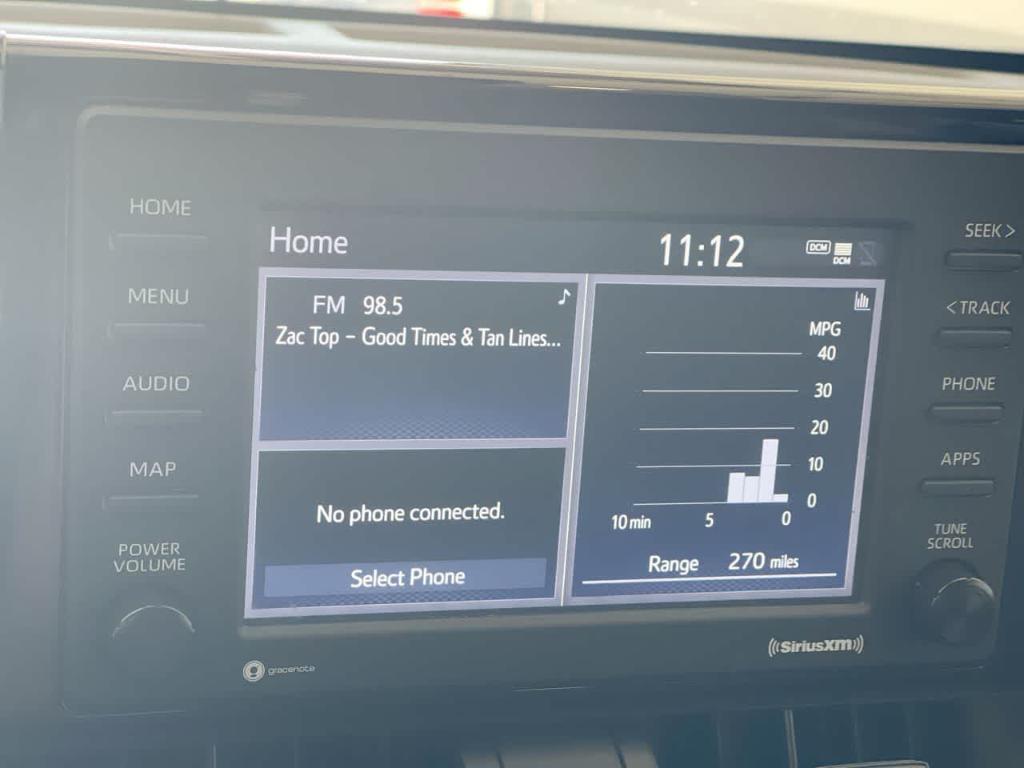 HOME
MENU
AUDIO
MAP
POWER
VOLUME
Home
11:12
DCM
DCM
FM 98.5
Zac Top – Good Times & Tan Lines...
No phone connected.
Select Phone
MPG
40
30
20
10
0
10 min 5 0
Range 270 miles
SEEK >
< TRACK
PHONE
APPS
TUNE
SCROLL
gracenote
((SiriusXM))